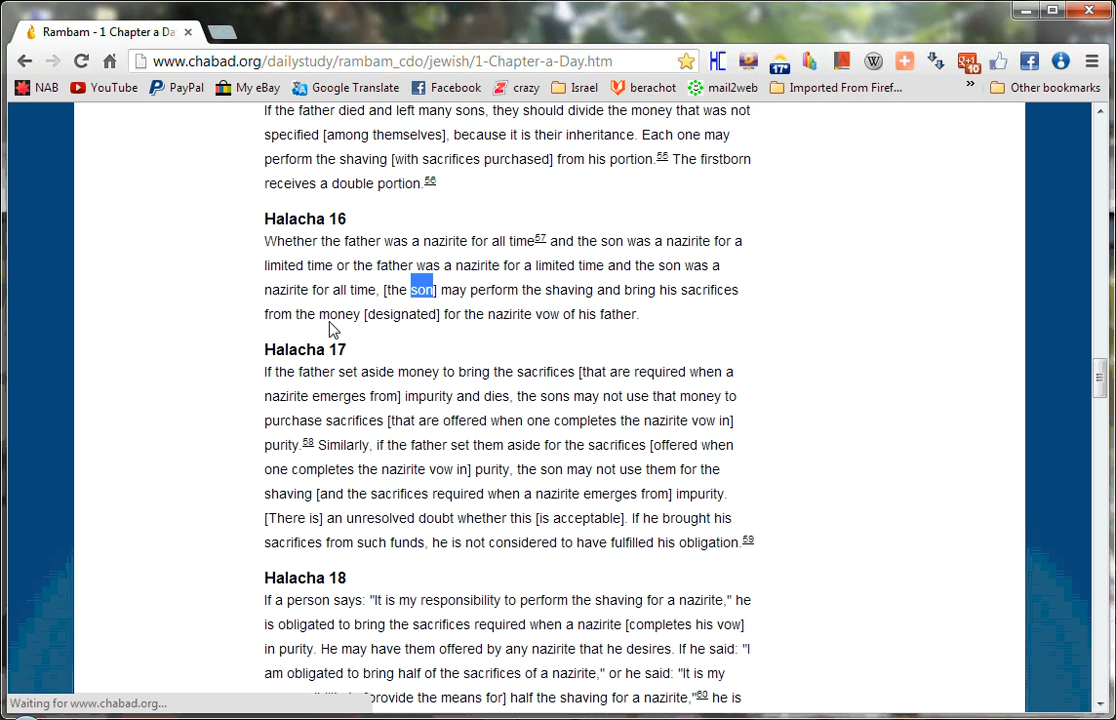 Rambam - 1 Chapter a Da
www.chabad.org/dailystudy/rambam_cdo/jewish/1-Chapter-a-Day.htm
HC
177
W
+10
NAB
YouTube
PayPal
My eBay
Google Translate
Facebook
crazy
Israel
berachot
mail2web
Imported From Firef...
»
Other bookmarks
If the father died and left many sons, they should divide the money that was not
specified [among themselves], because it is their inheritance. Each one may
perform the shaving [with sacrifices purchased] from his portion.55 The firstborn
receives a double portion.56
Halacha 16
Whether the father was a nazirite for all time57 and the son was a nazirite for a
limited time or the father was a nazirite for a limited time and the son was a
nazirite for all time, [the son] may perform the shaving and bring his sacrifices
from the money [designated] for the nazirite vow of his father.
Halacha 17
If the father set aside money to bring the sacrifices [that are required when a
nazirite emerges from] impurity and dies, the sons may not use that money to
purchase sacrifices [that are offered when one completes the nazirite vow in]
purity.58 Similarly, if the father set them aside for the sacrifices [offered when
one completes the nazirite vow in] purity, the son may not use them for the
shaving [and the sacrifices required when a nazirite emerges from] impurity.
[There is] an unresolved doubt whether this [is acceptable]. If he brought his
sacrifices from such funds, he is not considered to have fulfilled his obligation.59
Halacha 18
If a person says: "It is my responsibility to perform the shaving for a nazirite," he
is obligated to bring the sacrifices required when a nazirite [completes his vow]
in purity. He may have them offered by any nazirite that he desires. If he said: "I
am obligated to bring half of the sacrifices of a nazirite," or he said: "It is my
[provide the means for] half the shaving for a nazirite,"60 he is
Waiting for www.chabad.org...